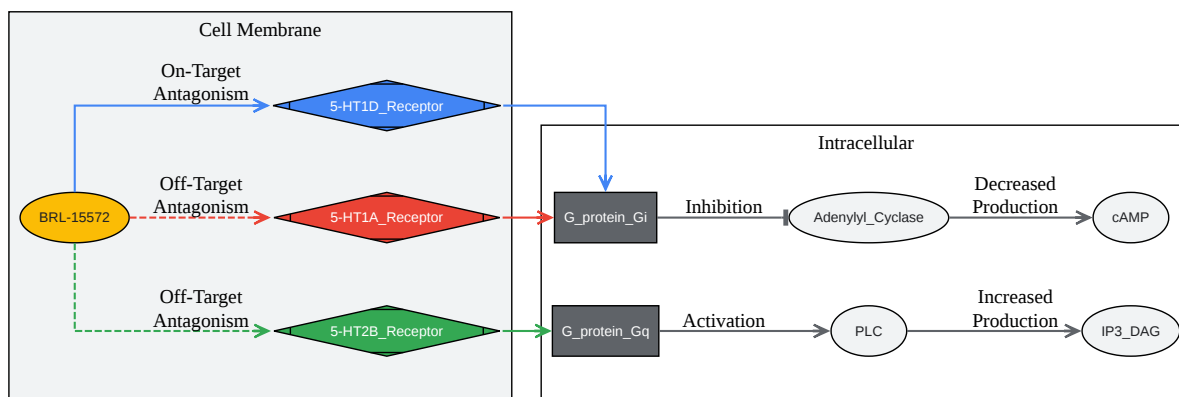 Cell Membrane
On-Target
Antagonism
5-HT1D_Receptor
Intracellular
BRL-15572
Off-Target
Antagonism
5-HT1A_Receptor
G_protein_Gi
Inhibition
Adenylyl_Cyclase
Decreased
Production
cAMP
Off-Target
Antagonism
5-HT2B_Receptor
G_protein_Gq
Activation
PLC
Increased
Production
IP3_DAG